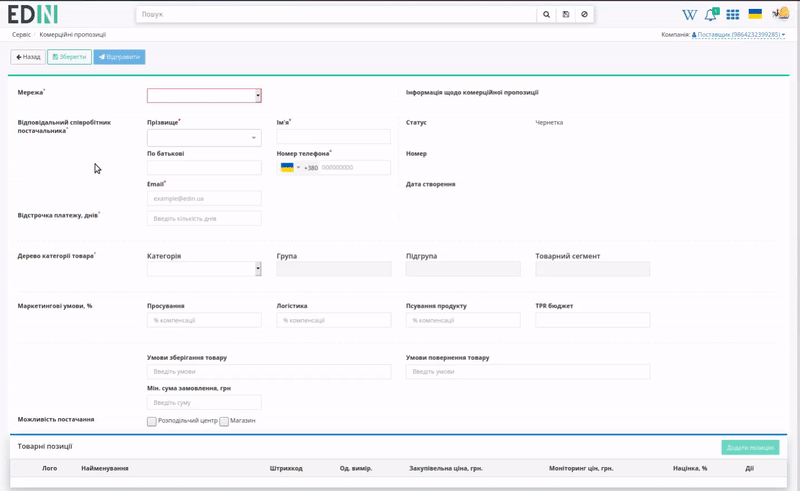 EDIN
Пошук
W
1
Сервіс / Комерційні пропозиції
Компанія: Поставщик (9864232399285)
Назад
Зберегти
Відправити
Мережа*
Інформація щодо комерційної пропозиції
Відповідальний співробітник постачальника*
Прізвище*
Ім'я*
Статус
Чернетка
По батькові
Номер телефона*
Номер
+380 000000000
Email*
Дата створення
example@edin.ua
Відстрочка платежу, днів*
Введіть кількість днів
Дерево категорії товара*
Категорія
Група
Підгрупа
Товарний сегмент
Маркетингові умови, %
Просування
Логістика
Псування продукту
TPR бюджет
% компенсації
% компенсації
% компенсації
Умови зберігання товару
Умови повернення товару
Введіть умови
Введіть умови
Мін. сума замовлення, грн
Введіть суму
Можливість постачання
Розподільчий центр
Магазин
Товарні позиції
Додати позицію
Лого
Найменування
Штрихкод
Од. вимір.
Закупівельна ціна, грн.
Моніторинг цін, грн.
Націнка, %
Дії